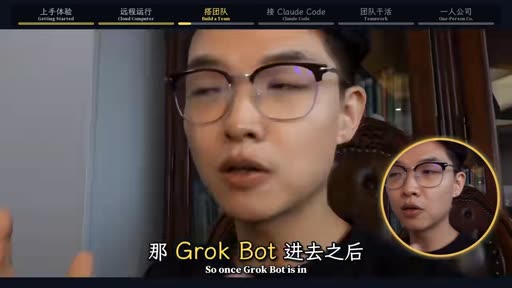 上手体验
Getting Started
远程运行
Cloud Computer
搭团队
Build a Team
接 Claude Code
Claude Code
团队干活
Teamwork
一人公司
One-Person Co.
那 Grok Bot 进去之后
So once Grok Bot is in